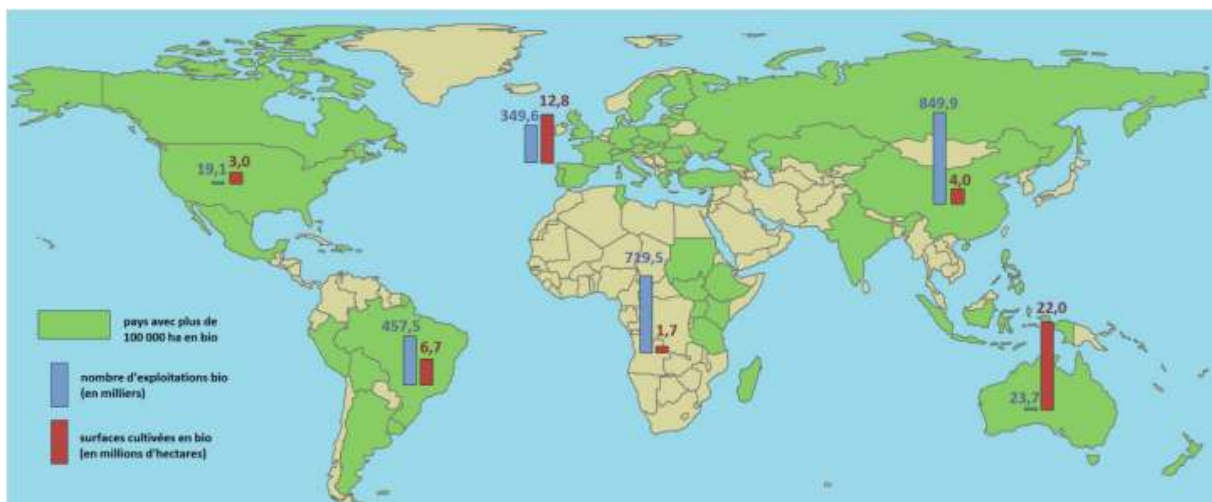 12,8
349,6
849,9
19,1
3,0
4,0
719,5
1,7
22,0
23,7
457,5
6,7
pays avec plus de
100 000 ha en bio
nombre d'exploitations bio
(en milliers)
surfaces cultivées en bio
(en millions d'hectares)